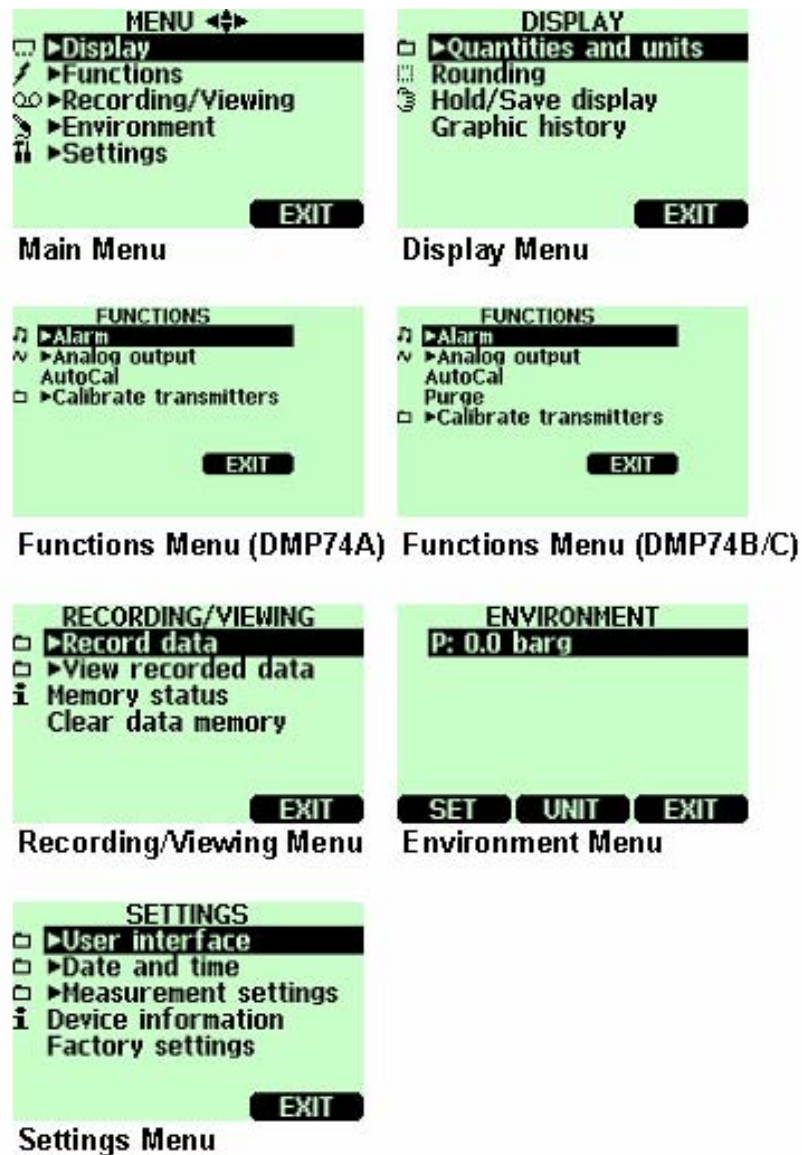 MENU
▶Display
▶Functions
▶Recording/Viewing
▶Environment
▶Settings
EXIT
Main Menu
DISPLAY
▶Quantities and units
Rounding
Hold/Save display
Graphic history
EXIT
Display Menu
FUNCTIONS
▶Alarm
▶Analog output
AutoCal
▶Calibrate transmitters
EXIT
Functions Menu (DMP74A)
FUNCTIONS
▶Alarm
▶Analog output
AutoCal
Purge
▶Calibrate transmitters
EXIT
Functions Menu (DMP74B/C)
RECORDING/VIEWING
▶Record data
▶View recorded data
Memory status
Clear data memory
EXIT
Recording/Viewing Menu
ENVIRONMENT
P: 0.0 barg
SET UNIT EXIT
Environment Menu
SETTINGS
▶User interface
▶Date and time
▶Measurement settings
Device information
Factory settings
EXIT
Settings Menu